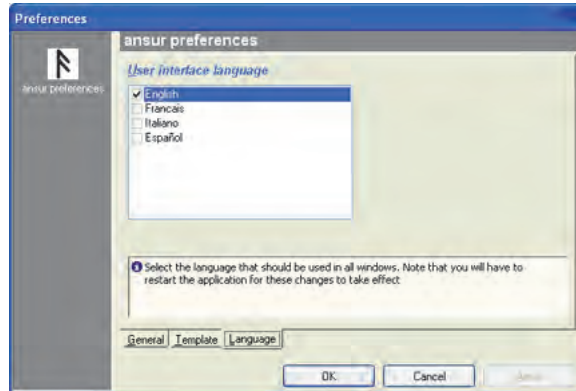 Preferences
ansur preferences
ansur preferences
User interface language
English
Francais
Italiano
Español
Select the language that should be used in all windows. Note that you will have to
restart the application for these changes to take effect
General Template Language
OK Cancel